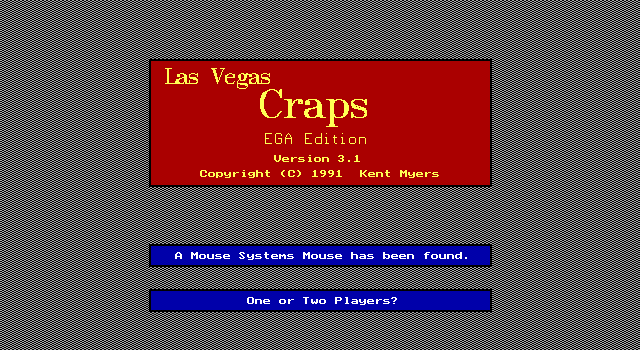 Las Vegas
Craps
EGA Edition
Version 3.1
Copyright (C) 1991  Kent Myers
A Mouse Systems Mouse has been found.
One or Two Players?